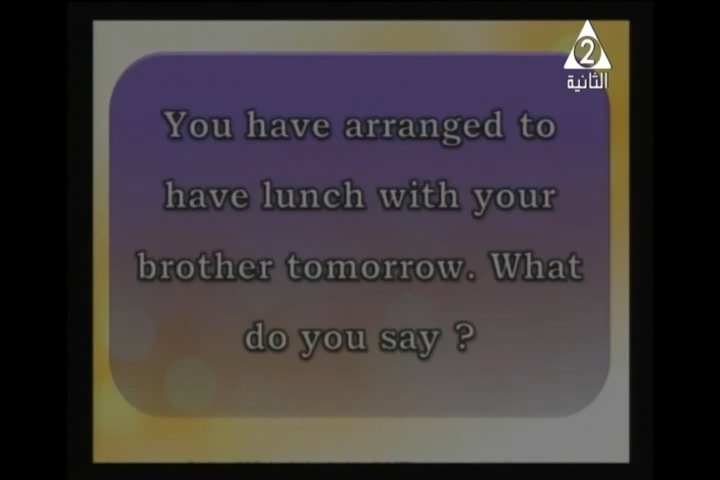 2
الثانية
You have arranged to
have lunch with your
brother tomorrow. What
do you say ?